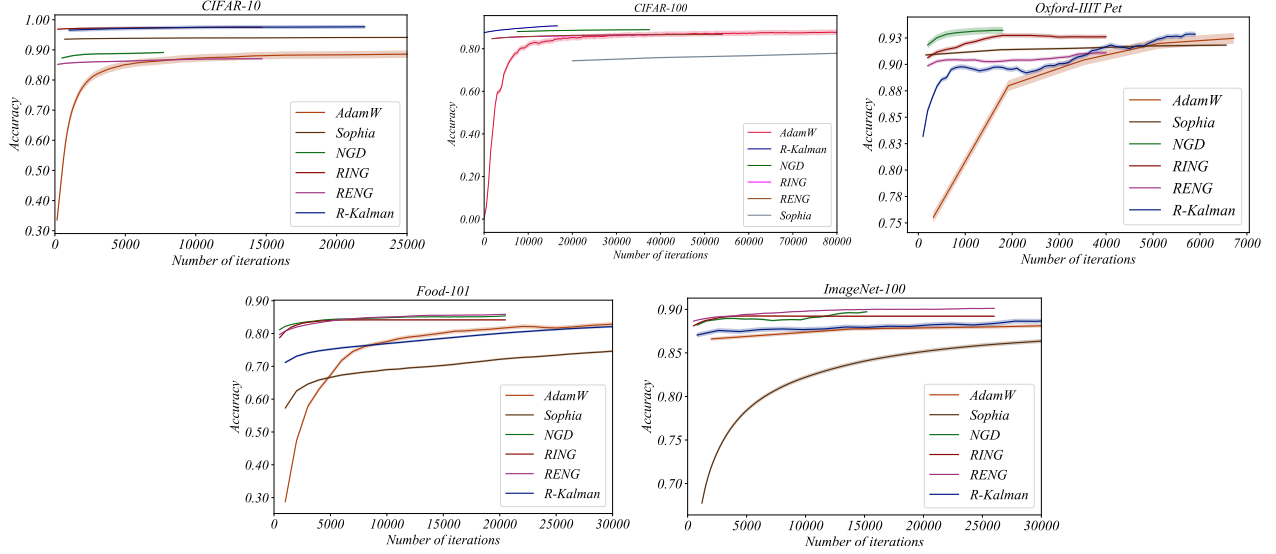 CIFAR-10
1.00
0.90
0.80
0.70
0.60
0.50
0.40
0.30
Accuracy
AdamW
Sophia
NGD
RING
RENG
R-Kalman
0 5000 10000 15000 20000 25000
Number of iterations
CIFAR-100
0.80
0.60
0.40
0.20
0.00
Accuracy
AdamW
R-Kalman
NGD
RING
RENG
Sophia
0 10000 20000 30000 40000 50000 60000 70000 80000
Number of iterations
Oxford-IIIT Pet
0.93
0.90
0.88
0.85
0.83
0.80
0.78
0.75
Accuracy
AdamW
Sophia
NGD
RING
RENG
R-Kalman
0 1000 2000 3000 4000 5000 6000 7000
Number of iterations
Food-101
0.90
0.80
0.70
0.60
0.50
0.40
0.30
Accuracy
AdamW
Sophia
NGD
RING
RENG
R-Kalman
0 5000 10000 15000 20000 25000 30000
Number of iterations
ImageNet-100
0.90
0.85
0.80
0.75
0.70
Accuracy
AdamW
Sophia
NGD
RING
RENG
R-Kalman
0 5000 10000 15000 20000 25000 30000
Number of iterations